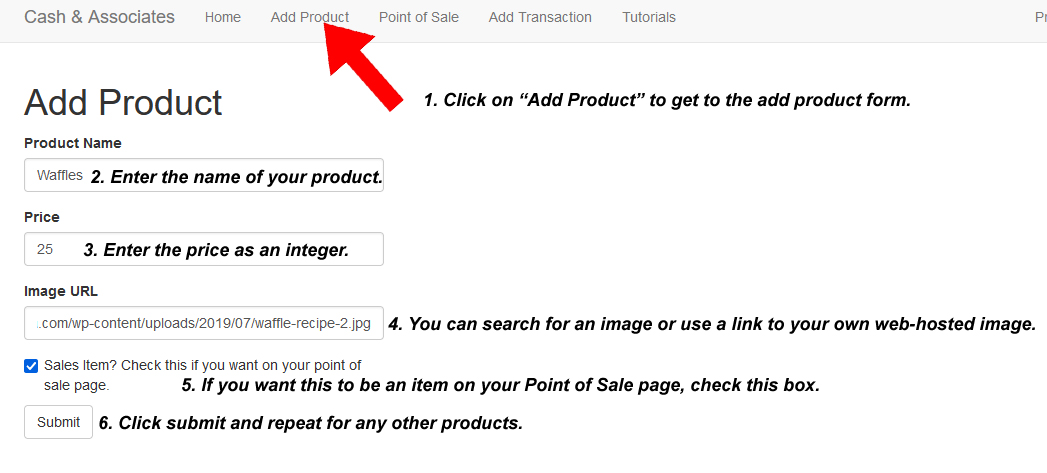 Cash & Associates Home Add Product Point of Sale Add Transaction Tutorials Pr
1. Click on “Add Product” to get to the add product form.
Add Product
Product Name
Waffles 2. Enter the name of your product.
Price
25 3. Enter the price as an integer.
Image URL
.com/wp-content/uploads/2019/07/waffle-recipe-2.jpg 4. You can search for an image or use a link to your own web-hosted image.
Sales Item? Check this if you want on your point of
sale page. 5. If you want this to be an item on your Point of Sale page, check this box.
Submit 6. Click submit and repeat for any other products.